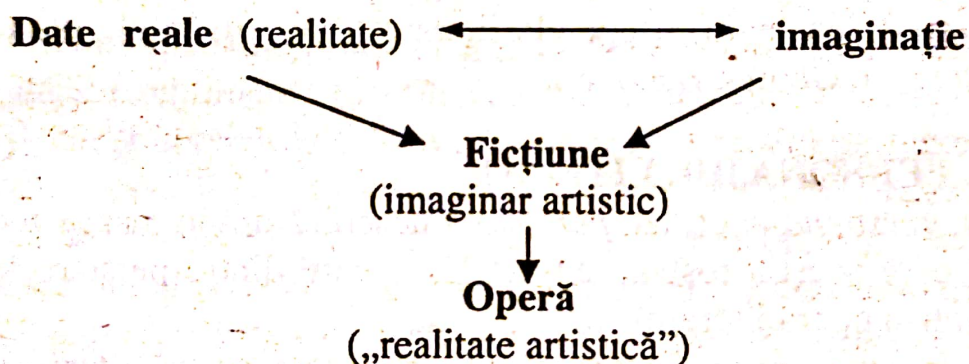 Date reale (realitate) imaginație
Ficțiune
(imaginar artistic)
Operă
(„realitate artistică”)